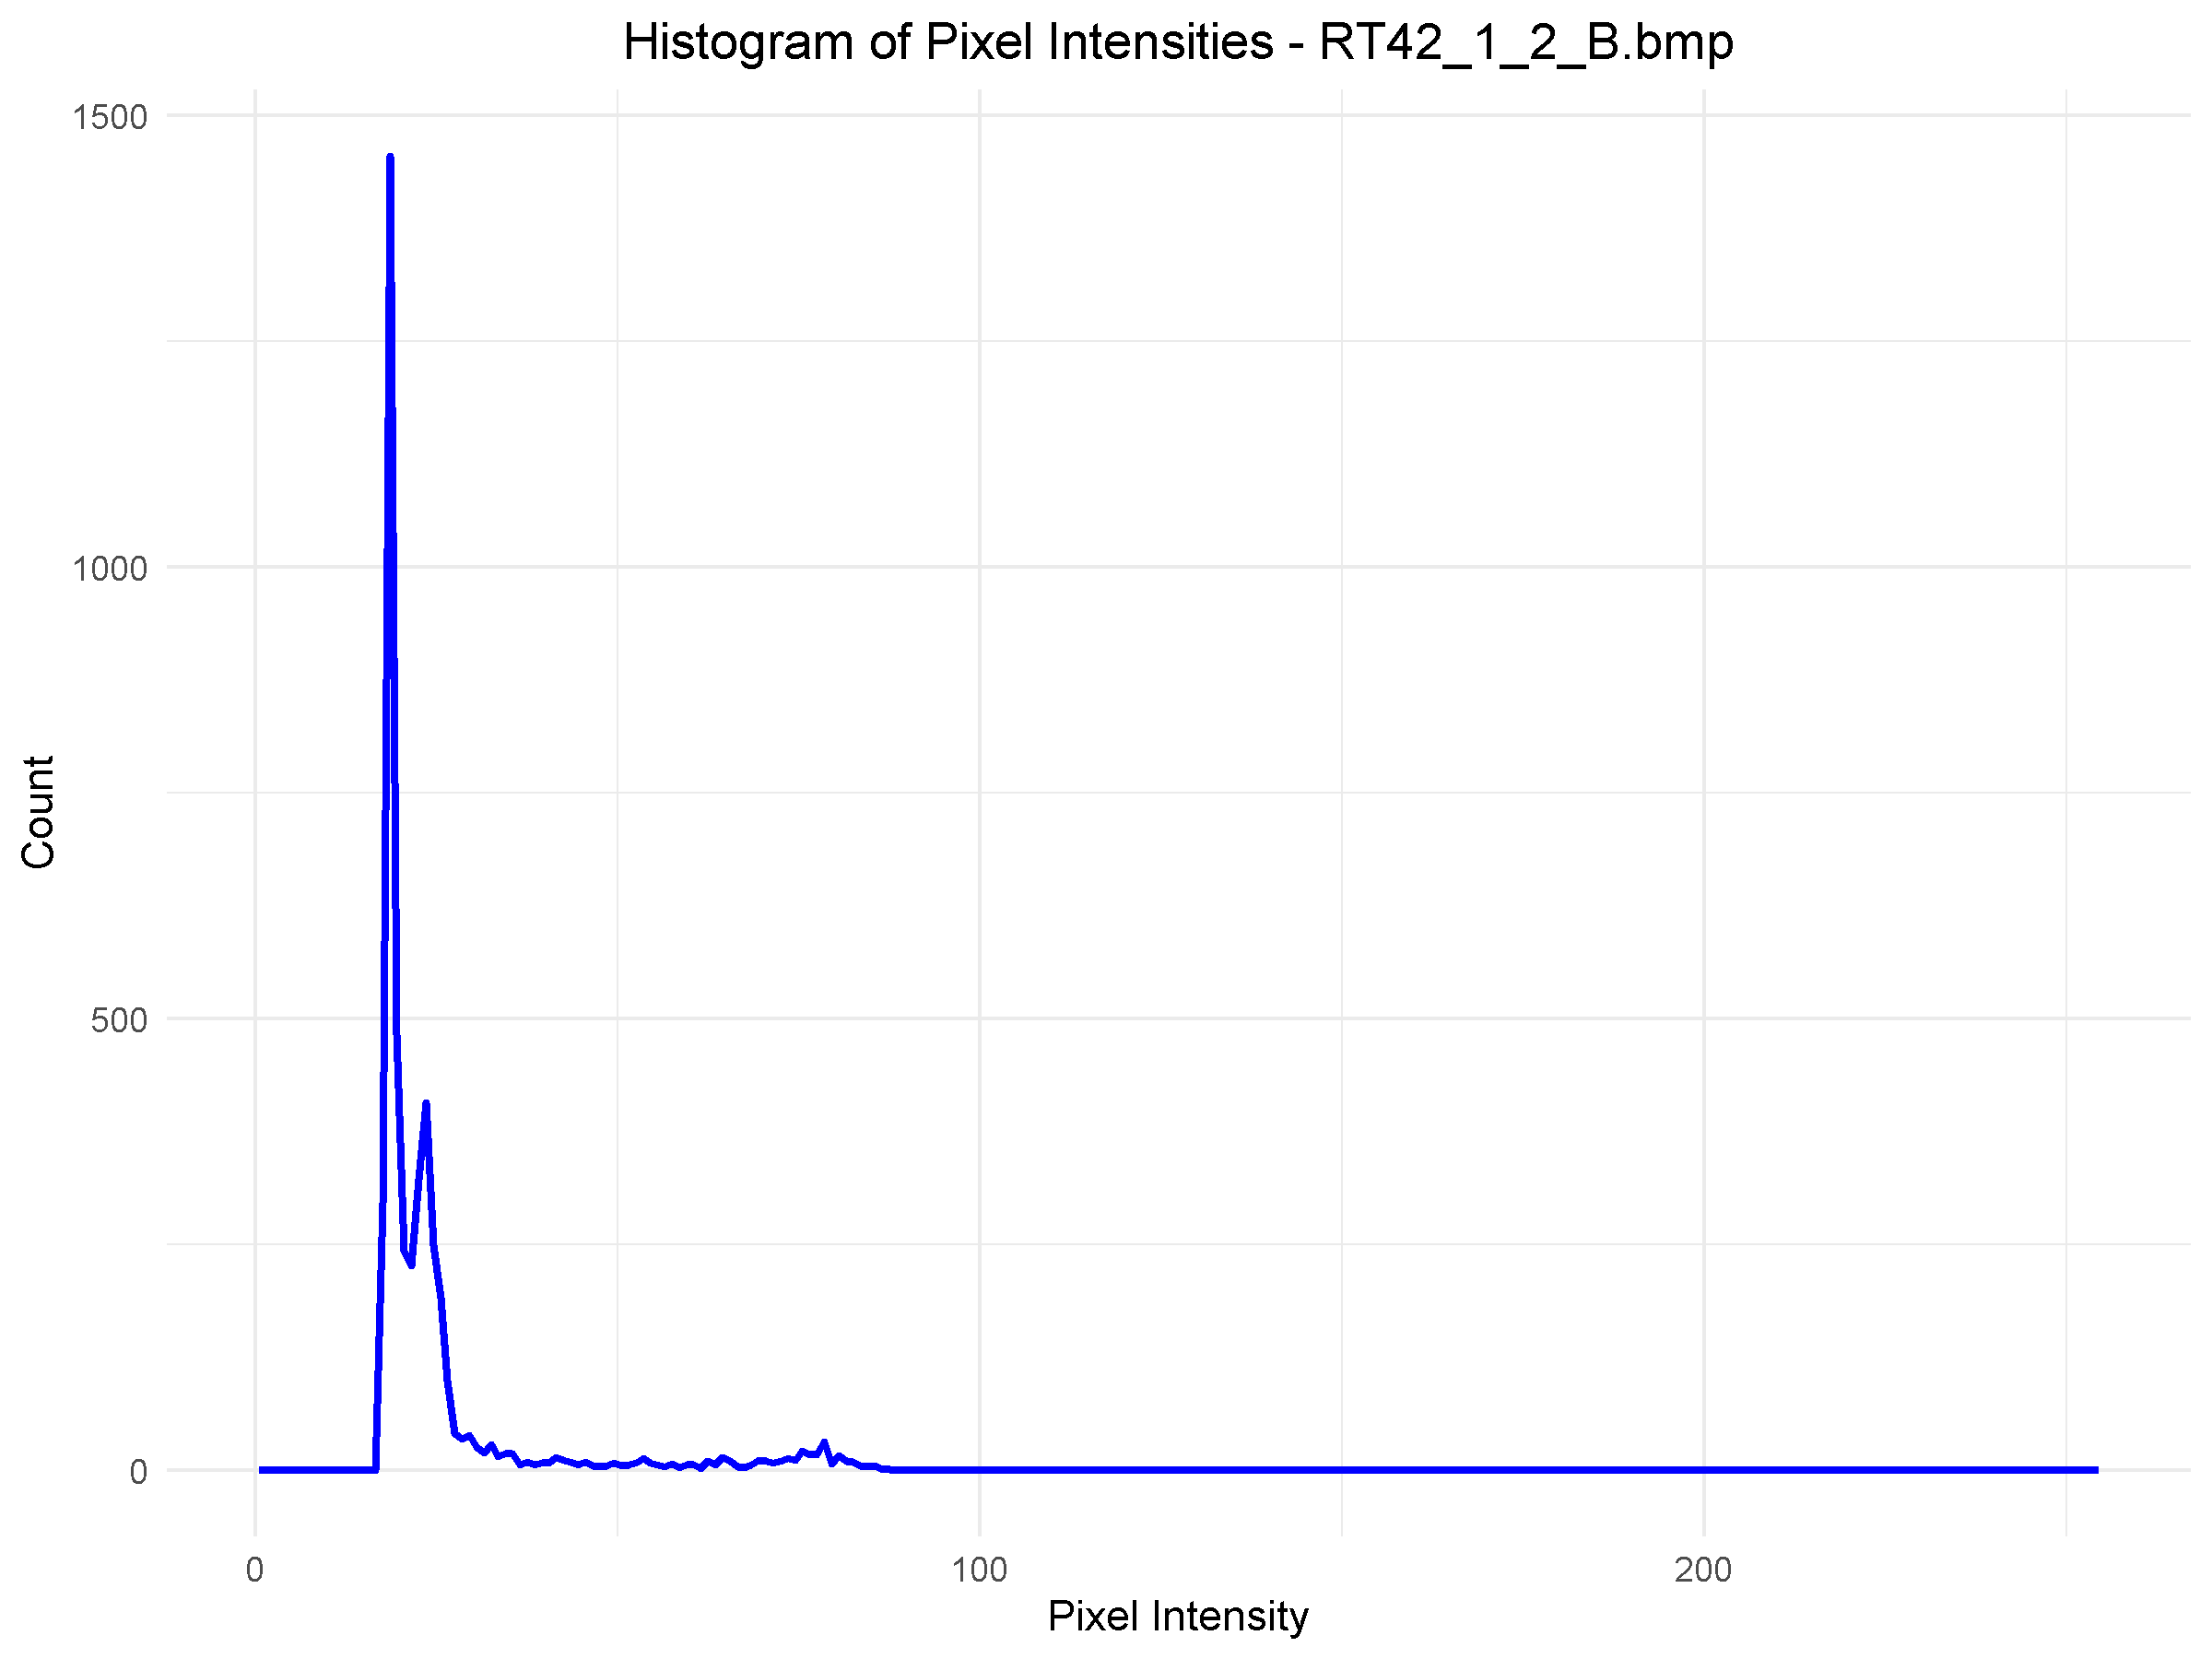 Histogram of Pixel Intensities - RT42_1_2_B.bmp
1500
1000
500
0
Count
0 100 200
Pixel Intensity